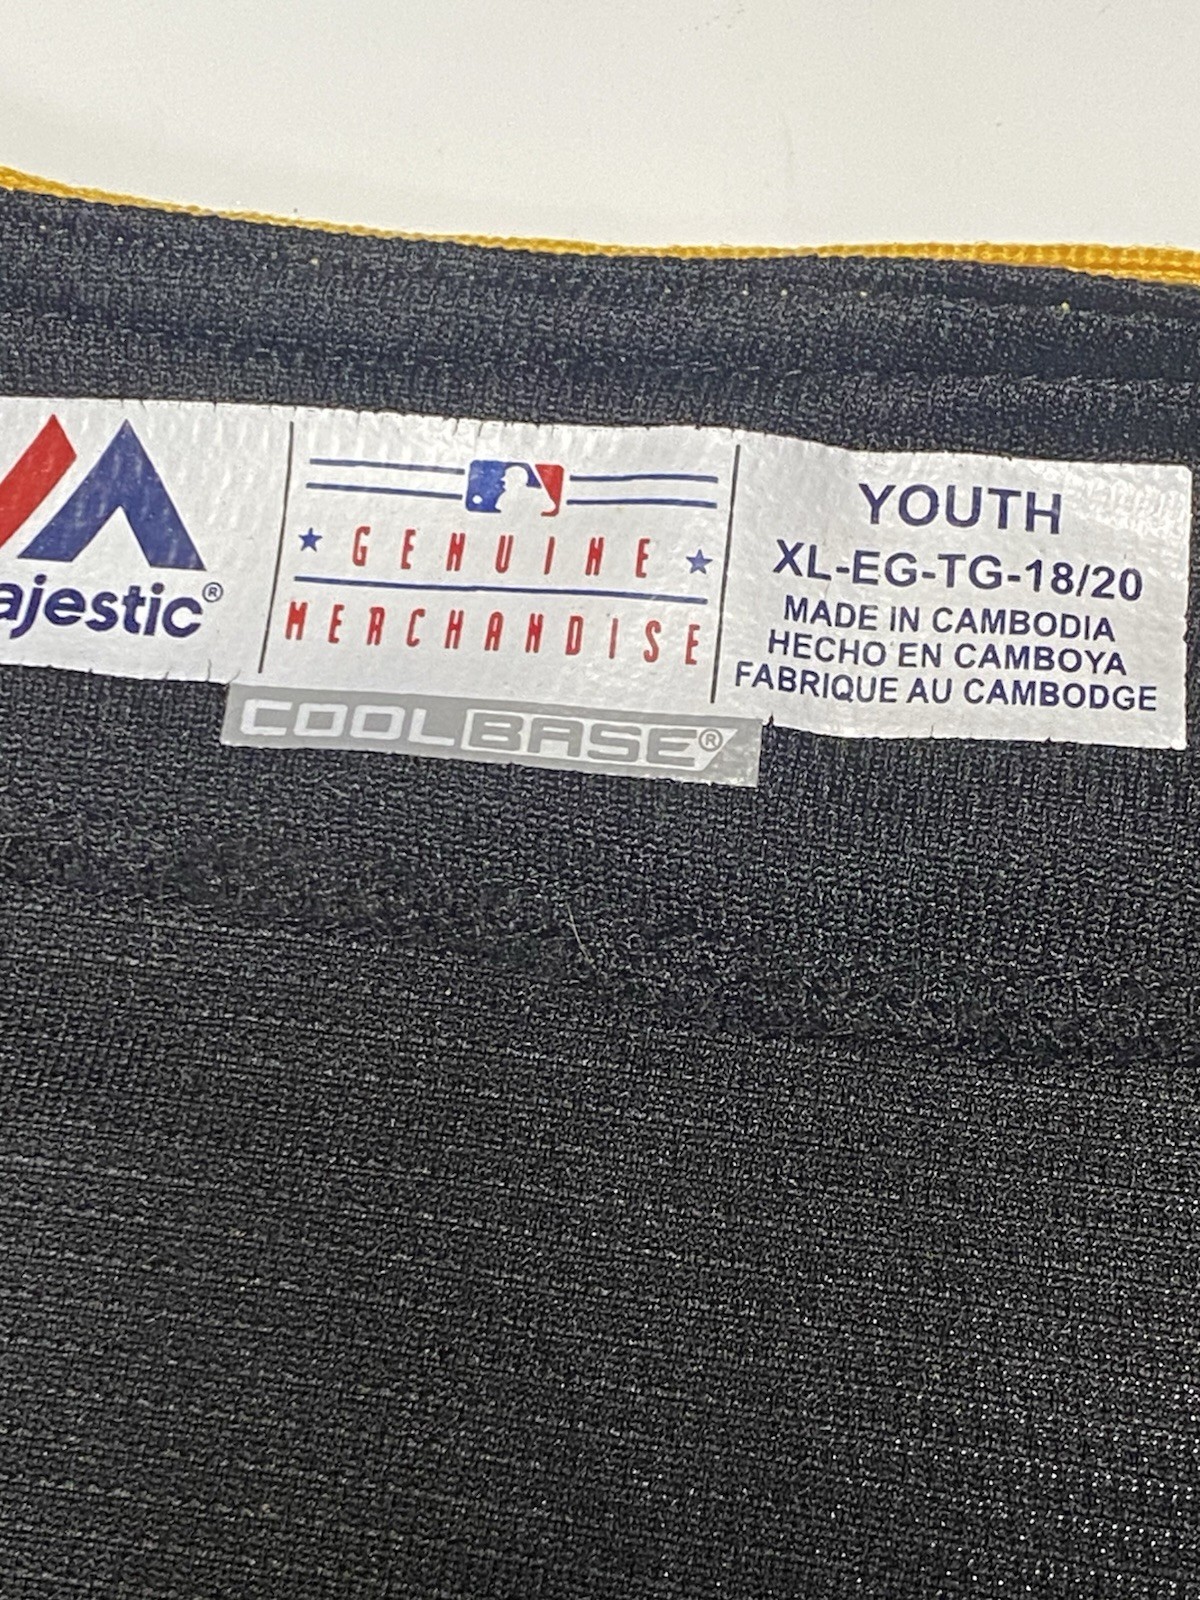 ajestic®
GENUINE
MERCHANDISE
COOLBASE®
YOUTH
XL-EG-TG-18/20
MADE IN CAMBODIA
HECHO EN CAMBOYA
FABRIQUE AU CAMBODGE